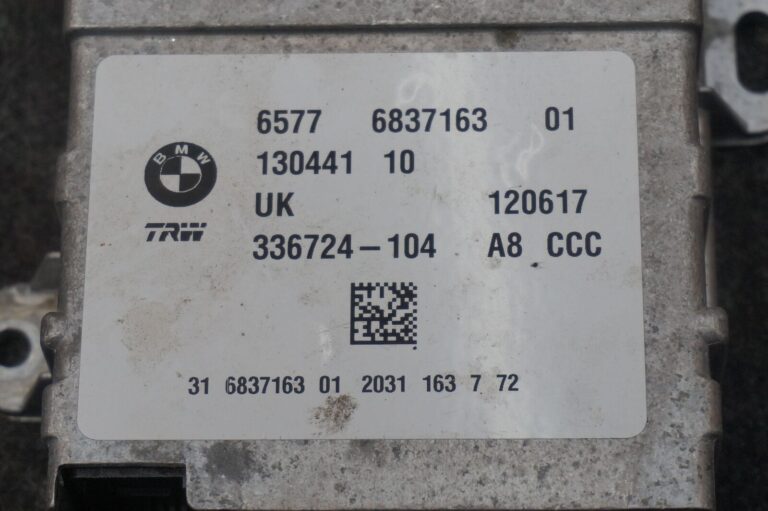 6577 6837163 01
BMW
130441 10
UK 120617
TRW
336724-104 A8 CCC
31 6837163 01 2031 163 7 72